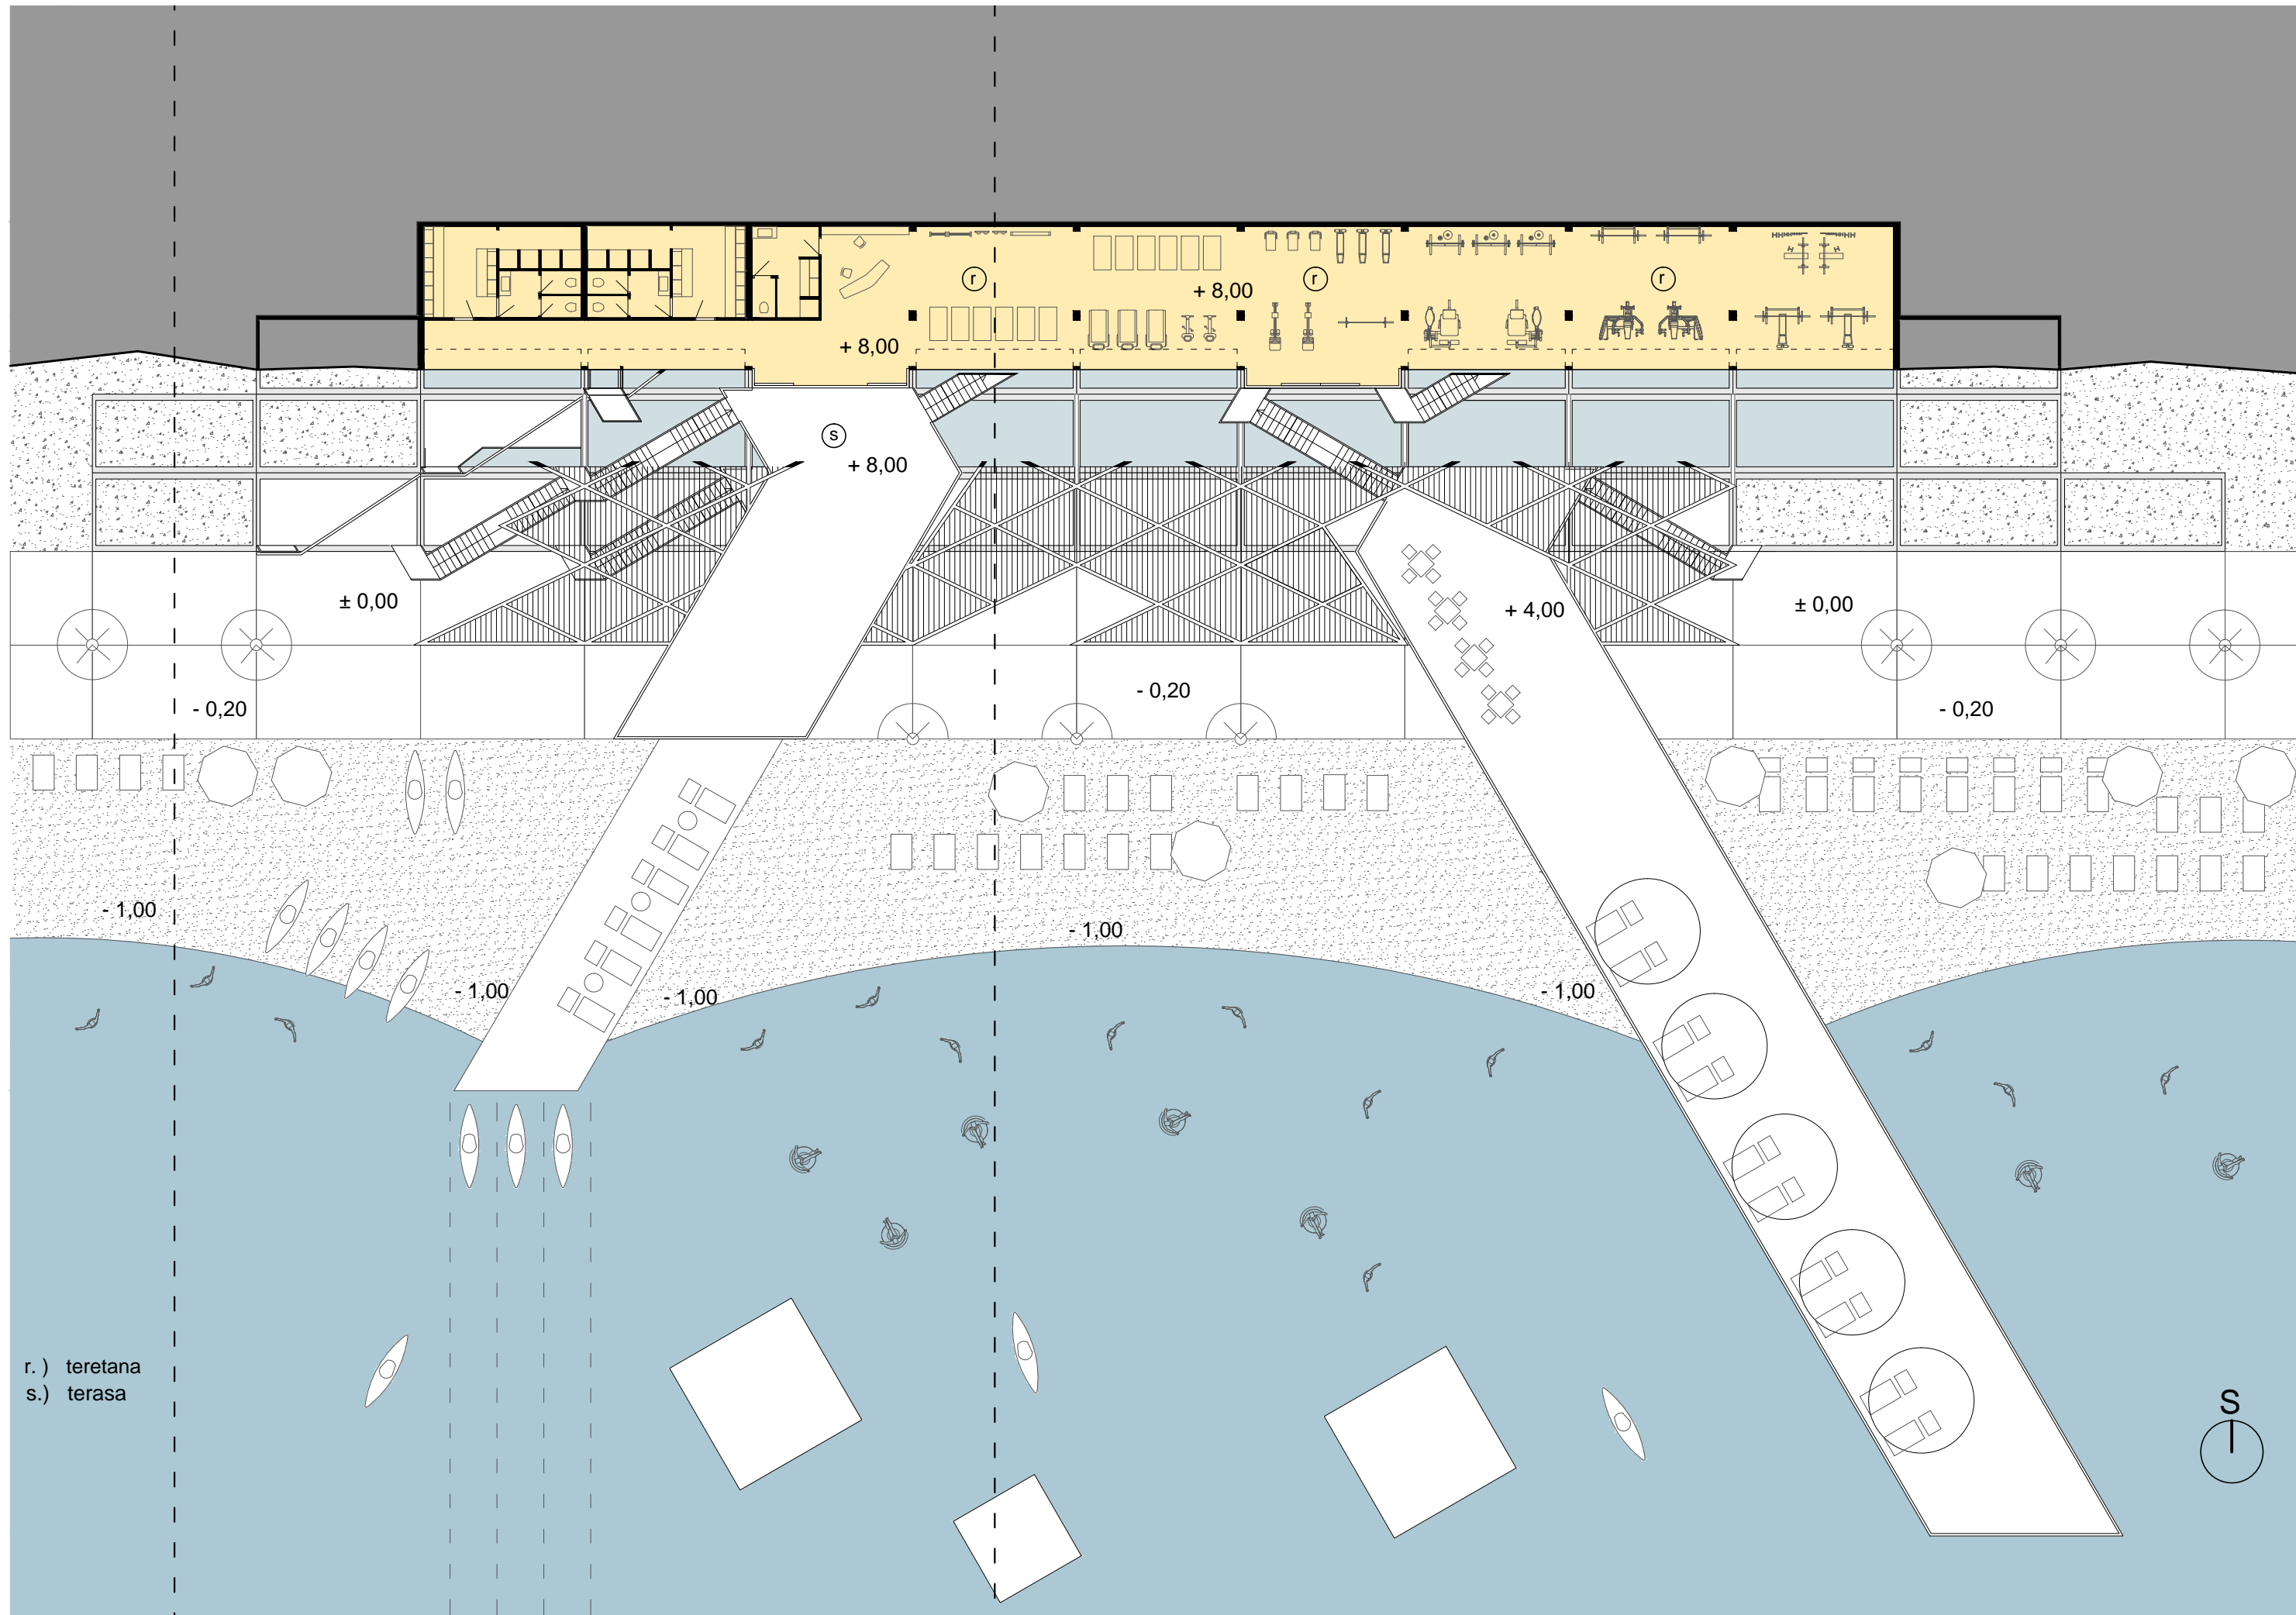 r
r
r
+ 8,00
+ 8,00
s
+ 8,00
± 0,00
+ 4,00
± 0,00
- 0,20
- 0,20
- 0,20
- 1,00
- 1,00
- 1,00
- 1,00
- 1,00
r. ) teretana
s.) terasa
S